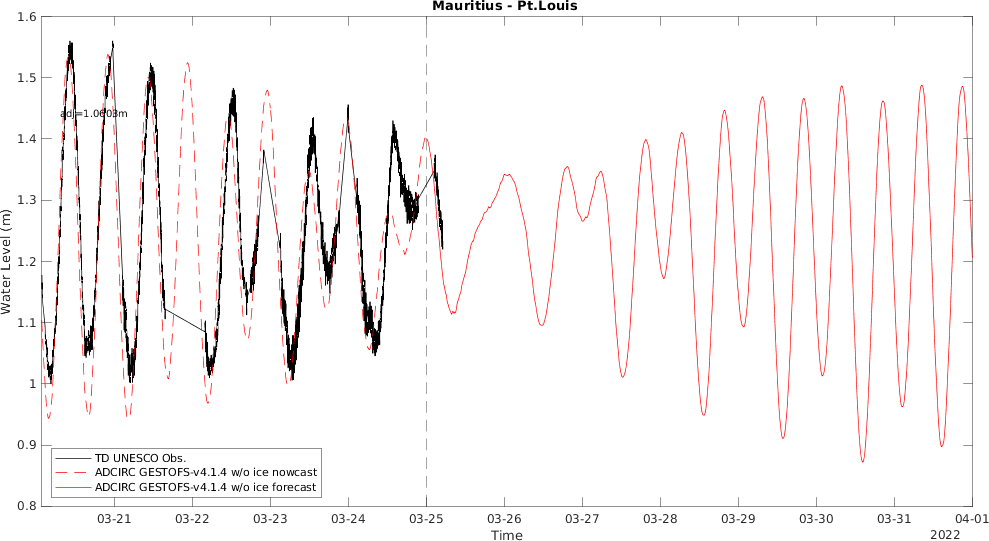 Mauritius - Pt.Louis
Water Level (m)
1.6
1.5
1.4
1.3
1.2
1.1
1
0.9
0.8
adj=1.0603m
TD UNESCO Obs.
ADCIRC GESTOFS-v4.1.4 w/o ice nowcast
ADCIRC GESTOFS-v4.1.4 w/o ice forecast
03-21 03-22 03-23 03-24 03-25 03-26 03-27 03-28 03-29 03-30 03-31 04-01
Time
2022